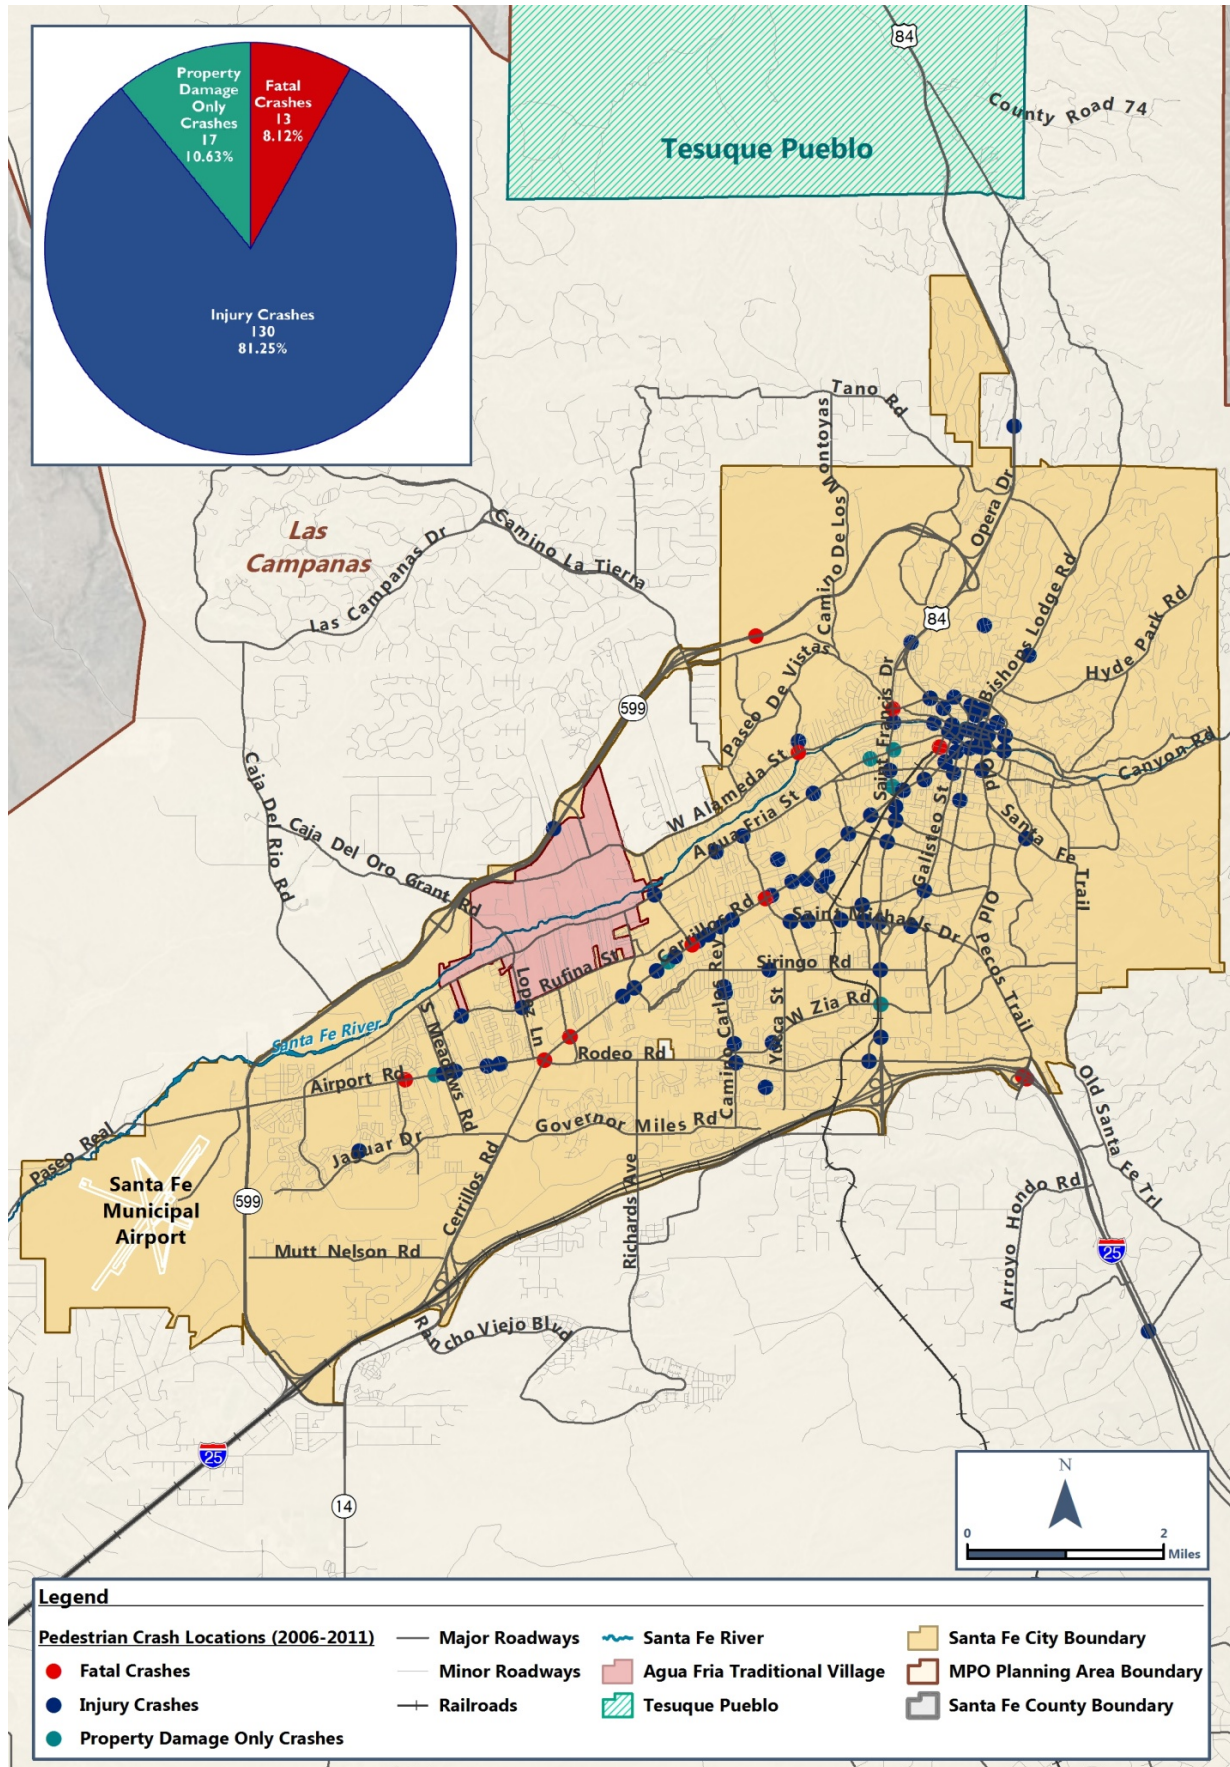 Property
Damage
Only
Crashes
17
10.63%
Fatal
Crashes
13
8.12%
Injury Crashes
130
81.25%
84
County Road 74
Tesuque Pueblo
Tano Rd
Camino De Los Montoyas
Opera Dr
Las
Campanas
Las Campanas Dr
Camino La Tierra
84
Bishops Lodge Rd
Hyde Park Rd
599
Paseo De Vistas
Saint Francis Dr
Canyon Rd
Caja Del Rio Rd
Caja Del Oro Grant Rd
W Alameda St
Agua Fria St
Galisteo St
Old Santa Fe Trail
Cerrillos Rd
Saint Michaels Dr
Old Pecos Trail
Siringo Rd
Rufina St
Lopez Ln
Camino Carlos Rey
Yucca St
W Zia Rd
Santa Fe River
S Meadows Rd
Rodeo Rd
Airport Rd
Governor Miles Rd
Jaguar Dr
Paseo Real
Old Santa Fe Trl
Santa Fe
Municipal
Airport
599
Cerrillos Rd
Richards Ave
Arroyo Hondo Rd
25
Mutt Nelson Rd
Rancho Viejo Blvd
25
14
N
0 2
Miles
Legend
Pedestrian Crash Locations (2006-2011)
Fatal Crashes
Injury Crashes
Property Damage Only Crashes
Major Roadways
Minor Roadways
Railroads
Santa Fe River
Agua Fria Traditional Village
Tesuque Pueblo
Santa Fe City Boundary
MPO Planning Area Boundary
Santa Fe County Boundary